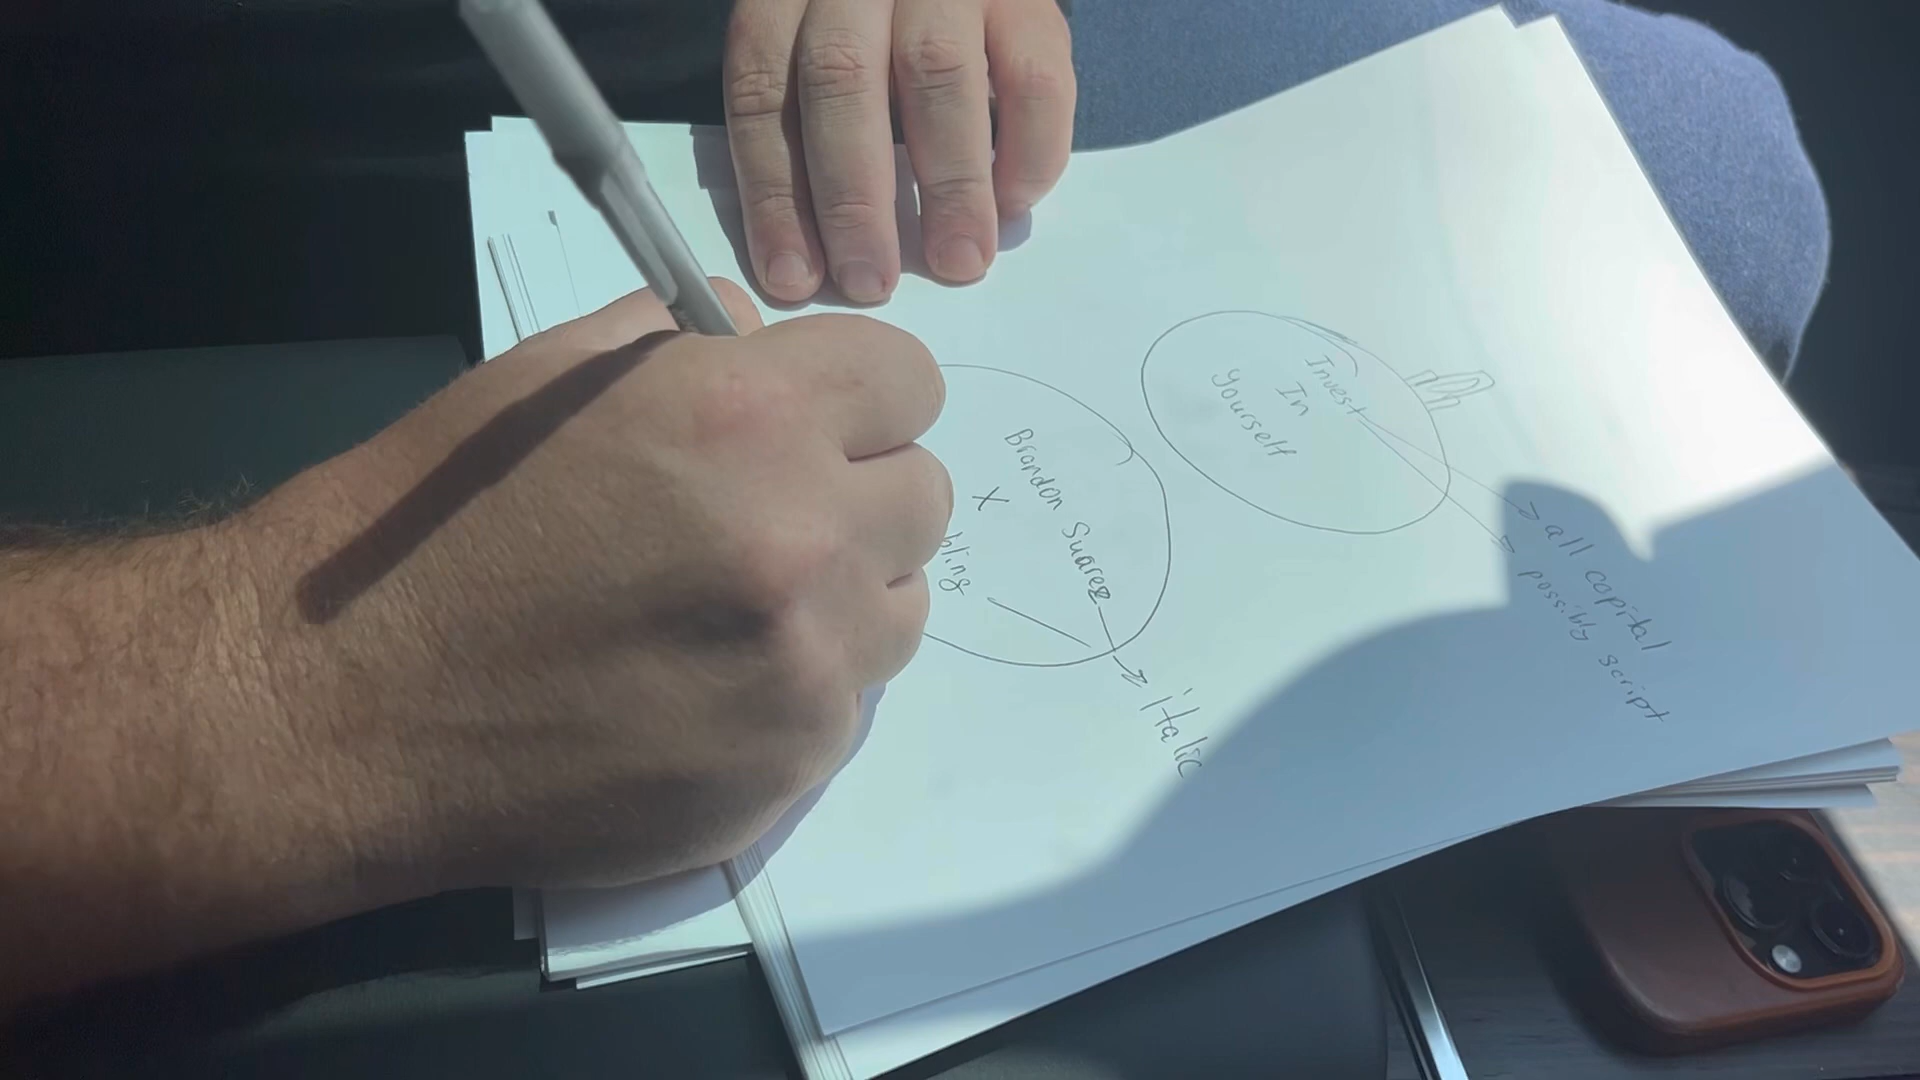 Invest
In
Yourself
all capital
possibly script
Brandon Suarez
X
bling
italic